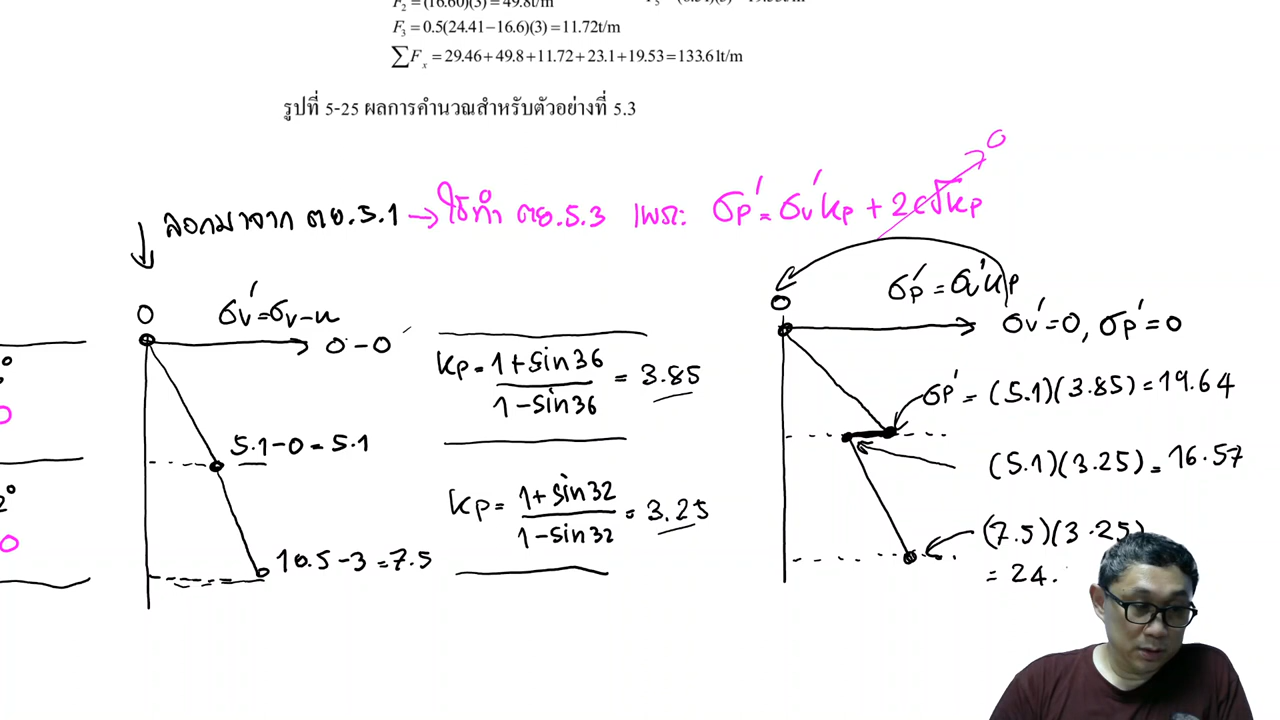 F₂ = (16.60)(3) = 49.8t/m
F₃ = 0.5(24.41−16.6)(3) = 11.72t/m
∑Fₓ = 29.46+49.8+11.72+23.1+19.53 = 133.6 lt/m
รูปที่ 5-25 ผลการคำนวณสำหรับตัวอย่างที่ 5.3
ลอกมาจาก ตย.5.1 → ใช้ทำ ตย.5.3 เพราะ σp' = σv'kp + 2c√kp
0
0
σv' = σv−u
0−0
kp = 1+sin36 / 1−sin36 = 3.85
5.1−0 = 5.1
kp = 1+sin32 / 1−sin32 = 3.25
10.5−3 = 7.5
0
σp' = σv'kp
σv' = 0, σp' = 0
σp' = (5.1)(3.85) = 19.64
(5.1)(3.25) = 16.57
(7.5)(3.25)
= 24.